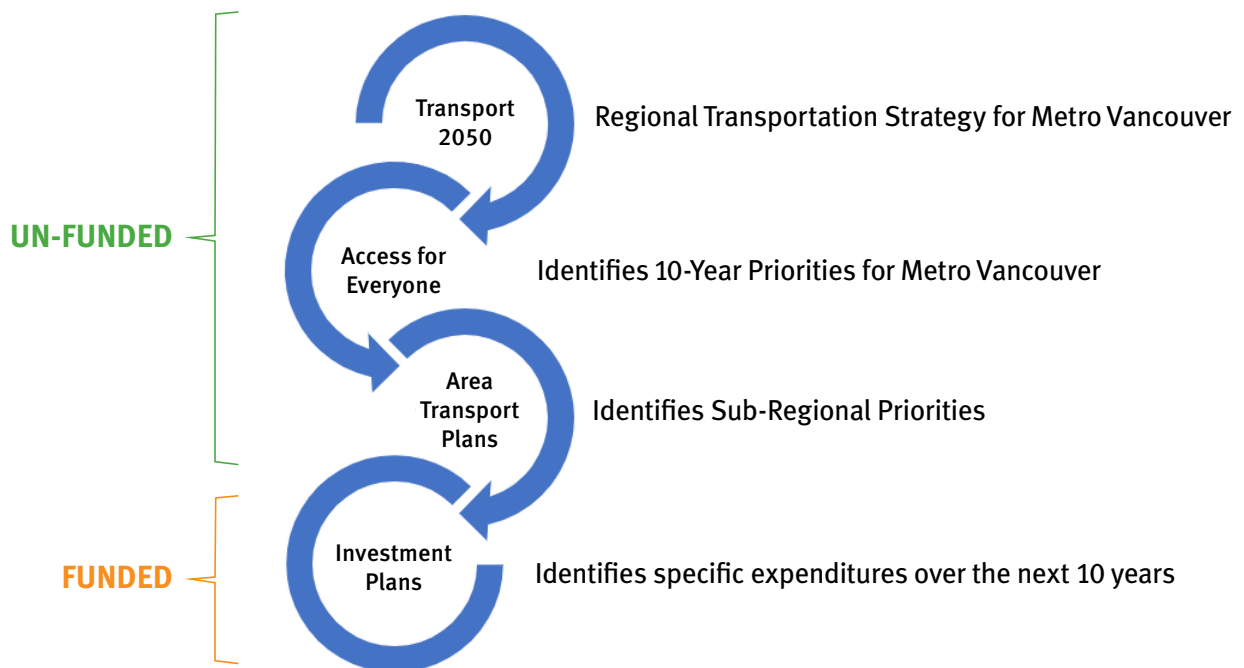 Transport
2050
Regional Transportation Strategy for Metro Vancouver
UN-FUNDED
Access for
Everyone
Identifies 10-Year Priorities for Metro Vancouver
Area
Transport
Plans
Identifies Sub-Regional Priorities
FUNDED
Investment
Plans
Identifies specific expenditures over the next 10 years